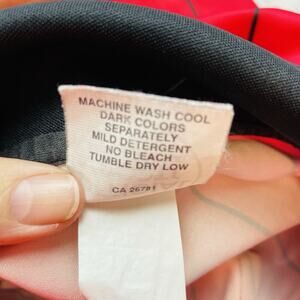 MACHINE WASH COOL
DARK COLORS
SEPARATELY
MILD DETERGENT
NO BLEACH
TUMBLE DRY LOW
CA 26781